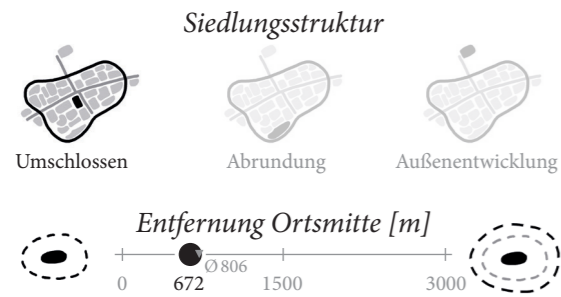 Siedlungsstruktur
Umschlossen Abrundung Außenentwicklung
Entfernung Ortsmitte [m]
Ø 806
0 672 1500 3000